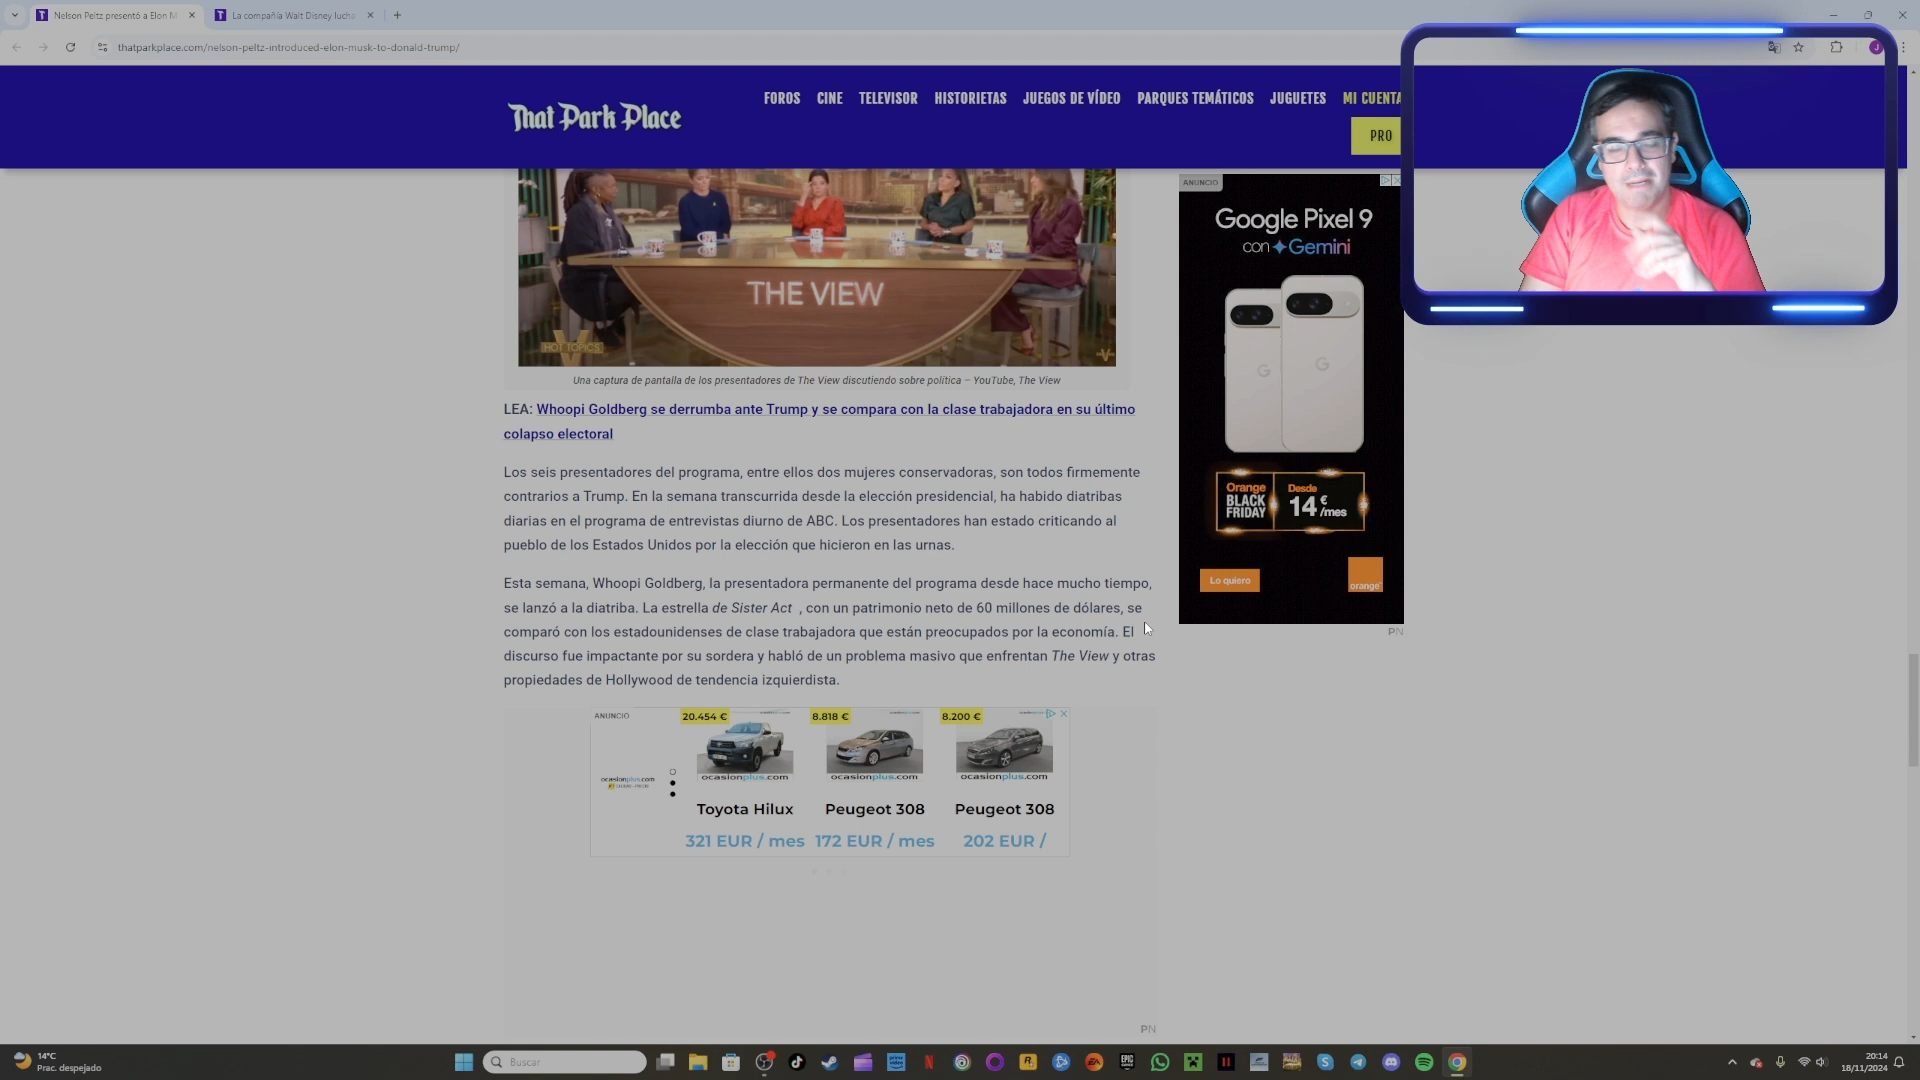 Nelson Peltz presentó a Elon M
La compañía Walt Disney lucha
thatparkplace.com/nelson-peltz-introduced-elon-musk-to-donald-trump/
J
That Park Place
FOROS CINE TELEVISOR HISTORIETAS JUEGOS DE VÍDEO PARQUES TEMÁTICOS JUGUETES MI CUENTA
PRO
THE VIEW
HOT TOPICS
Una captura de pantalla de los presentadores de The View discutiendo sobre política – YouTube, The View
LEA: Whoopi Goldberg se derrumba ante Trump y se compara con la clase trabajadora en su último
colapso electoral
Los seis presentadores del programa, entre ellos dos mujeres conservadoras, son todos firmemente
contrarios a Trump. En la semana transcurrida desde la elección presidencial, ha habido diatribas
diarias en el programa de entrevistas diurno de ABC. Los presentadores han estado criticando al
pueblo de los Estados Unidos por la elección que hicieron en las urnas.
Esta semana, Whoopi Goldberg, la presentadora permanente del programa desde hace mucho tiempo,
se lanzó a la diatriba. La estrella de Sister Act , con un patrimonio neto de 60 millones de dólares, se
comparó con los estadounidenses de clase trabajadora que están preocupados por la economía. El
discurso fue impactante por su sordera y habló de un problema masivo que enfrentan The View y otras
propiedades de Hollywood de tendencia izquierdista.
ANUNCIO
Google Pixel 9
con Gemini
Orange
BLACK
FRIDAY
Desde
14 €/mes
Lo quiero
orange
PN
ANUNCIO
20.454 € 8.818 € 8.200 €
ocasionplus.com
ocasionplus.com ocasionplus.com ocasionplus.com
Toyota Hilux Peugeot 308 Peugeot 308
321 EUR / mes 172 EUR / mes 202 EUR /
PN
14°C
Prac. despejado
Buscar
20:14
18/11/2024